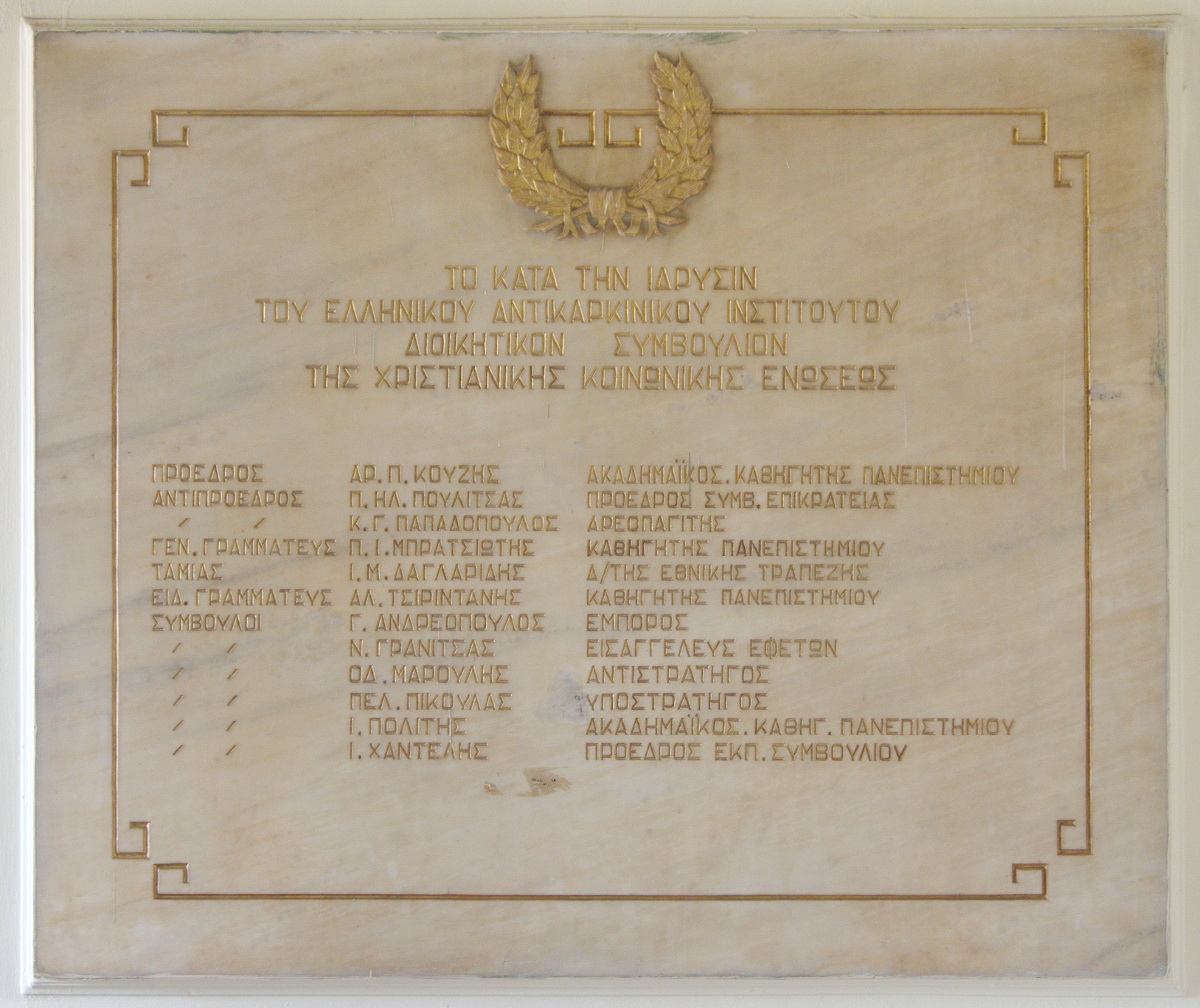 ΤΟ ΚΑΤΑ ΤΗΝ ΙΔΡΥΣΙΝ
ΤΟΥ ΕΛΛΗΝΙΚΟΥ ΑΝΤΙΚΑΡΚΙΝΙΚΟΥ ΙΝΣΤΙΤΟΥΤΟΥ
ΔΙΟΙΚΗΤΙΚΟΝ ΣΥΜΒΟΥΛΙΟΝ
ΤΗΣ ΧΡΙΣΤΙΑΝΙΚΗΣ ΚΟΙΝΩΝΙΚΗΣ ΕΝΩΣΕΩΣ
ΠΡΟΕΔΡΟΣ ΑΡ. Π. ΚΟΥΖΗΣ ΑΚΑΔΗΜΑΪΚΟΣ. ΚΑΘΗΓΗΤΗΣ ΠΑΝΕΠΙΣΤΗΜΙΟΥ
ΑΝΤΙΠΡΟΕΔΡΟΣ Π. ΗΛ. ΠΟΥΛΙΤΣΑΣ ΠΡΟΕΔΡΟΣ ΣΥΜΒ. ΕΠΙΚΡΑΤΕΙΑΣ
〃 〃 Κ. Γ. ΠΑΠΑΔΟΠΟΥΛΟΣ ΑΡΕΟΠΑΓΙΤΗΣ
ΓΕΝ. ΓΡΑΜΜΑΤΕΥΣ Π. Ι. ΜΠΡΑΤΣΙΩΤΗΣ ΚΑΘΗΓΗΤΗΣ ΠΑΝΕΠΙΣΤΗΜΙΟΥ
ΤΑΜΙΑΣ Ι. Μ. ΔΑΓΛΑΡΙΔΗΣ Δ/ΤΗΣ ΕΘΝΙΚΗΣ ΤΡΑΠΕΖΗΣ
ΕΙΔ. ΓΡΑΜΜΑΤΕΥΣ ΑΛ. ΤΣΙΡΙΝΤΑΝΗΣ ΚΑΘΗΓΗΤΗΣ ΠΑΝΕΠΙΣΤΗΜΙΟΥ
ΣΥΜΒΟΥΛΟΙ Γ. ΑΝΔΡΕΟΠΟΥΛΟΣ ΕΜΠΟΡΟΣ
〃 〃 Ν. ΓΡΑΝΙΤΣΑΣ ΕΙΣΑΓΓΕΛΕΥΣ ΕΦΕΤΩΝ
〃 〃 ΟΔ. ΜΑΡΟΥΛΗΣ ΑΝΤΙΣΤΡΑΤΗΓΟΣ
〃 〃 ΠΕΛ. ΠΙΚΟΥΛΑΣ ΥΠΟΣΤΡΑΤΗΓΟΣ
〃 〃 Ι. ΠΟΛΙΤΗΣ ΑΚΑΔΗΜΑΪΚΟΣ. ΚΑΘΗΓ. ΠΑΝΕΠΙΣΤΗΜΙΟΥ
〃 〃 Ι. ΧΑΝΤΕΛΗΣ ΠΡΟΕΔΡΟΣ ΕΚΠ. ΣΥΜΒΟΥΛΙΟΥ